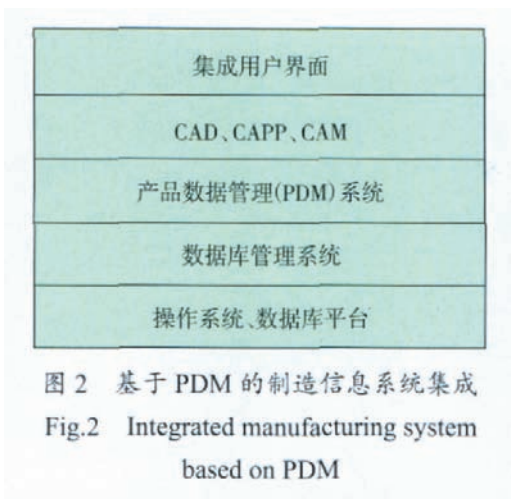 集成用户界面
CAD、CAPP、CAM
产品数据管理(PDM)系统
数据库管理系统
操作系统、数据库平台
图 2 基于 PDM 的制造信息系统集成
Fig.2 Integrated manufacturing system
based on PDM